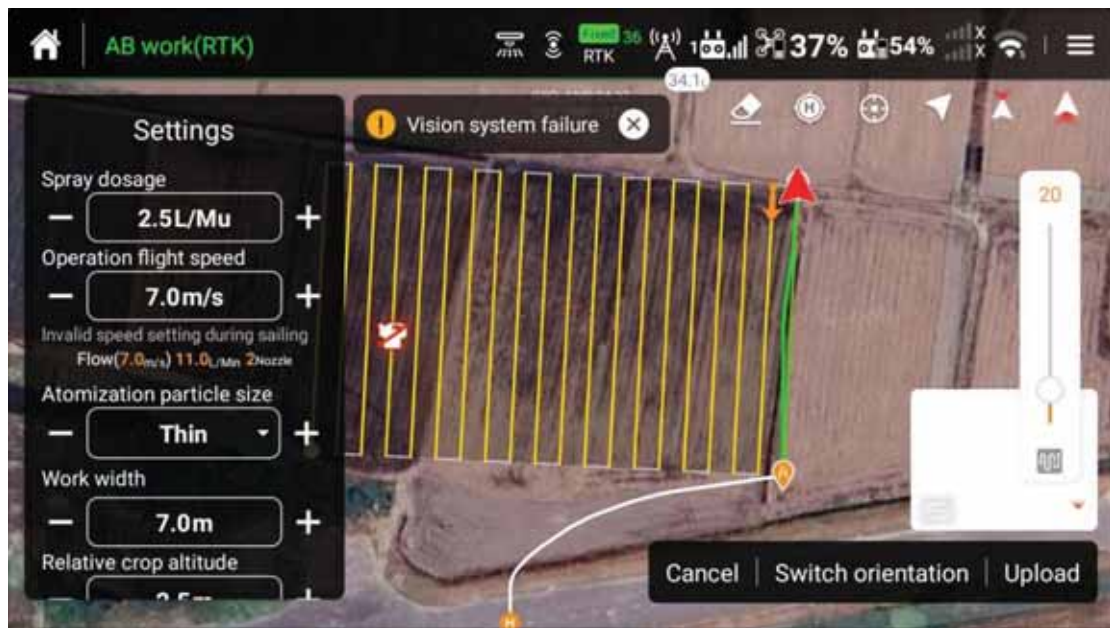 AB work(RTK)
Fixed 36
RTK
1
37%
54%
X
X
34.1
Settings
Vision system failure
H
Spray dosage
2.5L/Mu
20
Operation flight speed
7.0m/s
Invalid speed setting during sailing
Flow(7.0m/s) 11.0L/Min 2Nozzle
Atomization particle size
Thin
Work width
7.0m
Relative crop altitude
Cancel | Switch orientation | Upload
H